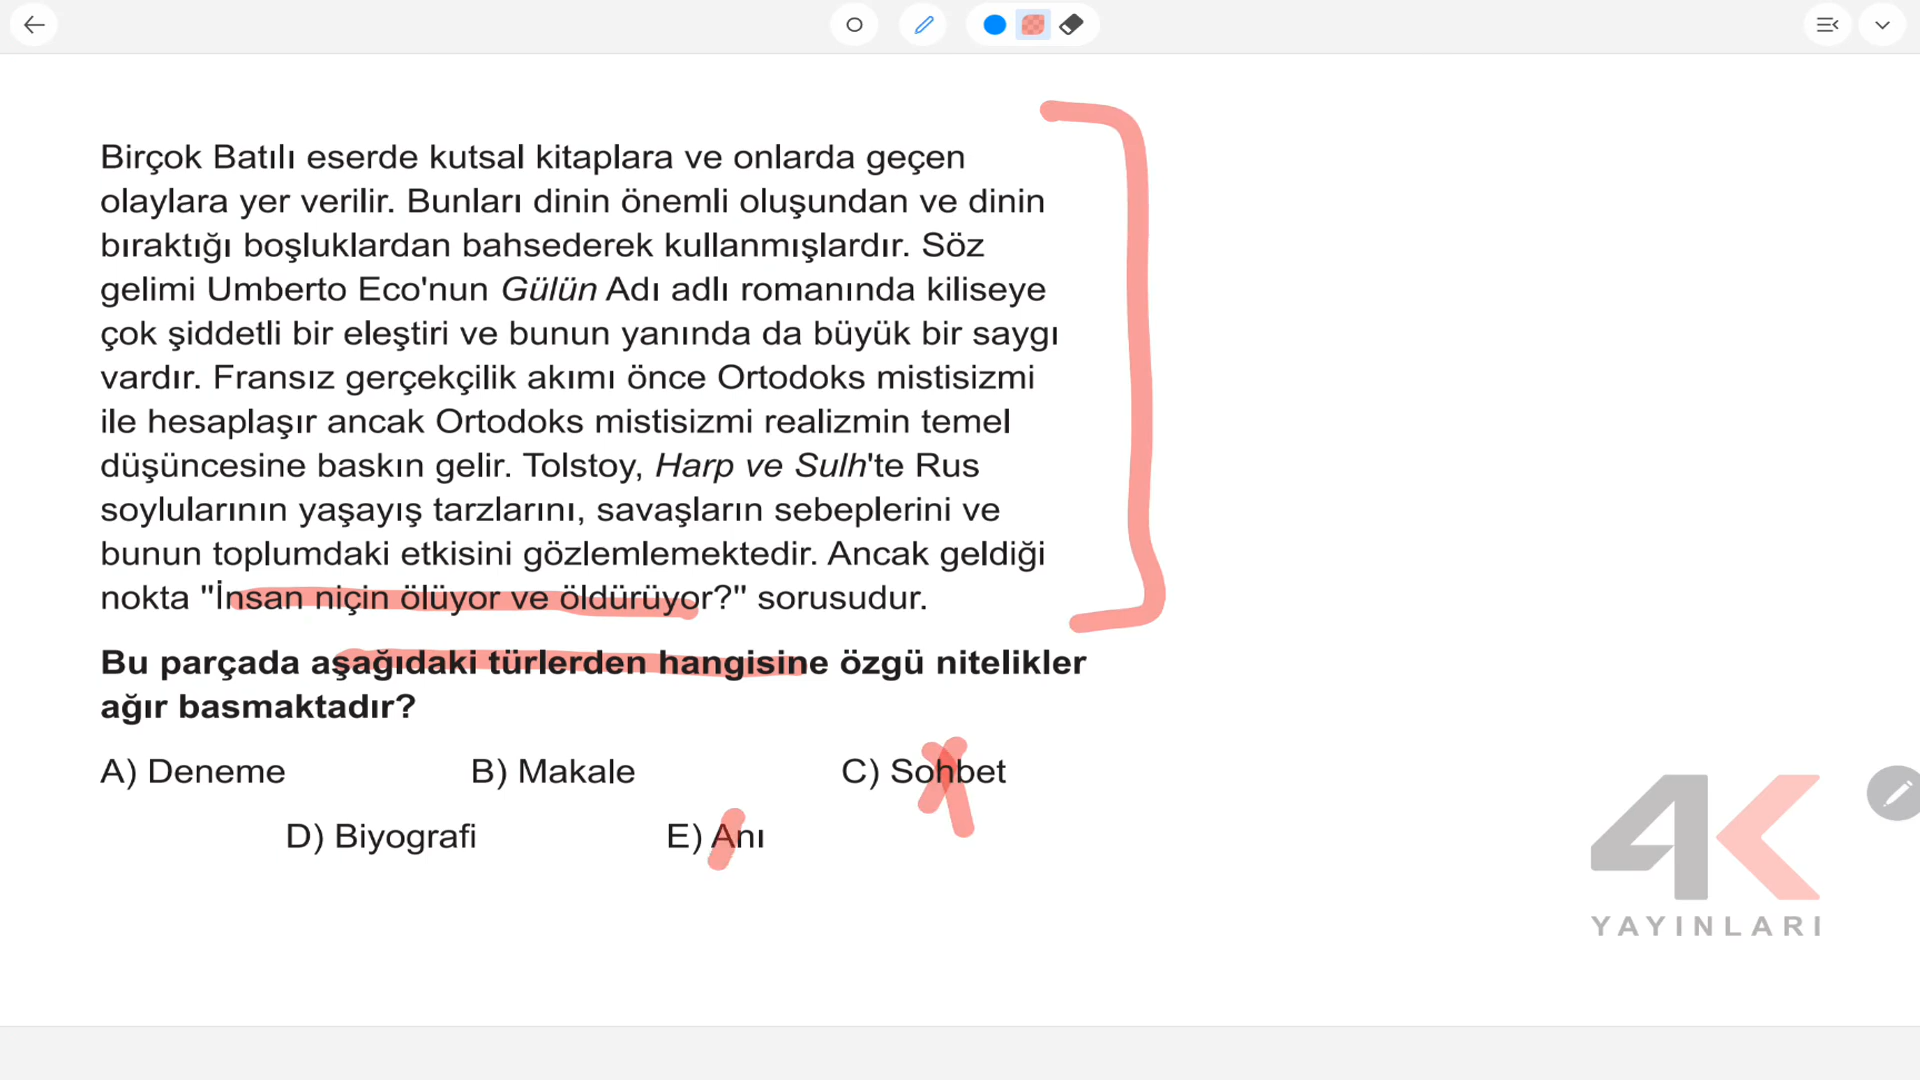 Birçok Batılı eserde kutsal kitaplara ve onlarda geçen
olaylara yer verilir. Bunları dinin önemli oluşundan ve dinin
bıraktığı boşluklardan bahsederek kullanmışlardır. Söz
gelimi Umberto Eco'nun Gülün Adı adlı romanında kiliseye
çok şiddetli bir eleştiri ve bunun yanında da büyük bir saygı
vardır. Fransız gerçekçilik akımı önce Ortodoks mistisizmi
ile hesaplaşır ancak Ortodoks mistisizmi realizmin temel
düşüncesine baskın gelir. Tolstoy, Harp ve Sulh'te Rus
soylularının yaşayış tarzlarını, savaşların sebeplerini ve
bunun toplumdaki etkisini gözlemlemektedir. Ancak geldiği
nokta "İnsan niçin ölüyor ve öldürüyor?" sorusudur.
Bu parçada aşağıdaki türlerden hangisine özgü nitelikler
ağır basmaktadır?
A) Deneme B) Makale C) Sohbet
D) Biyografi E) Anı
4K
YAYINLARI